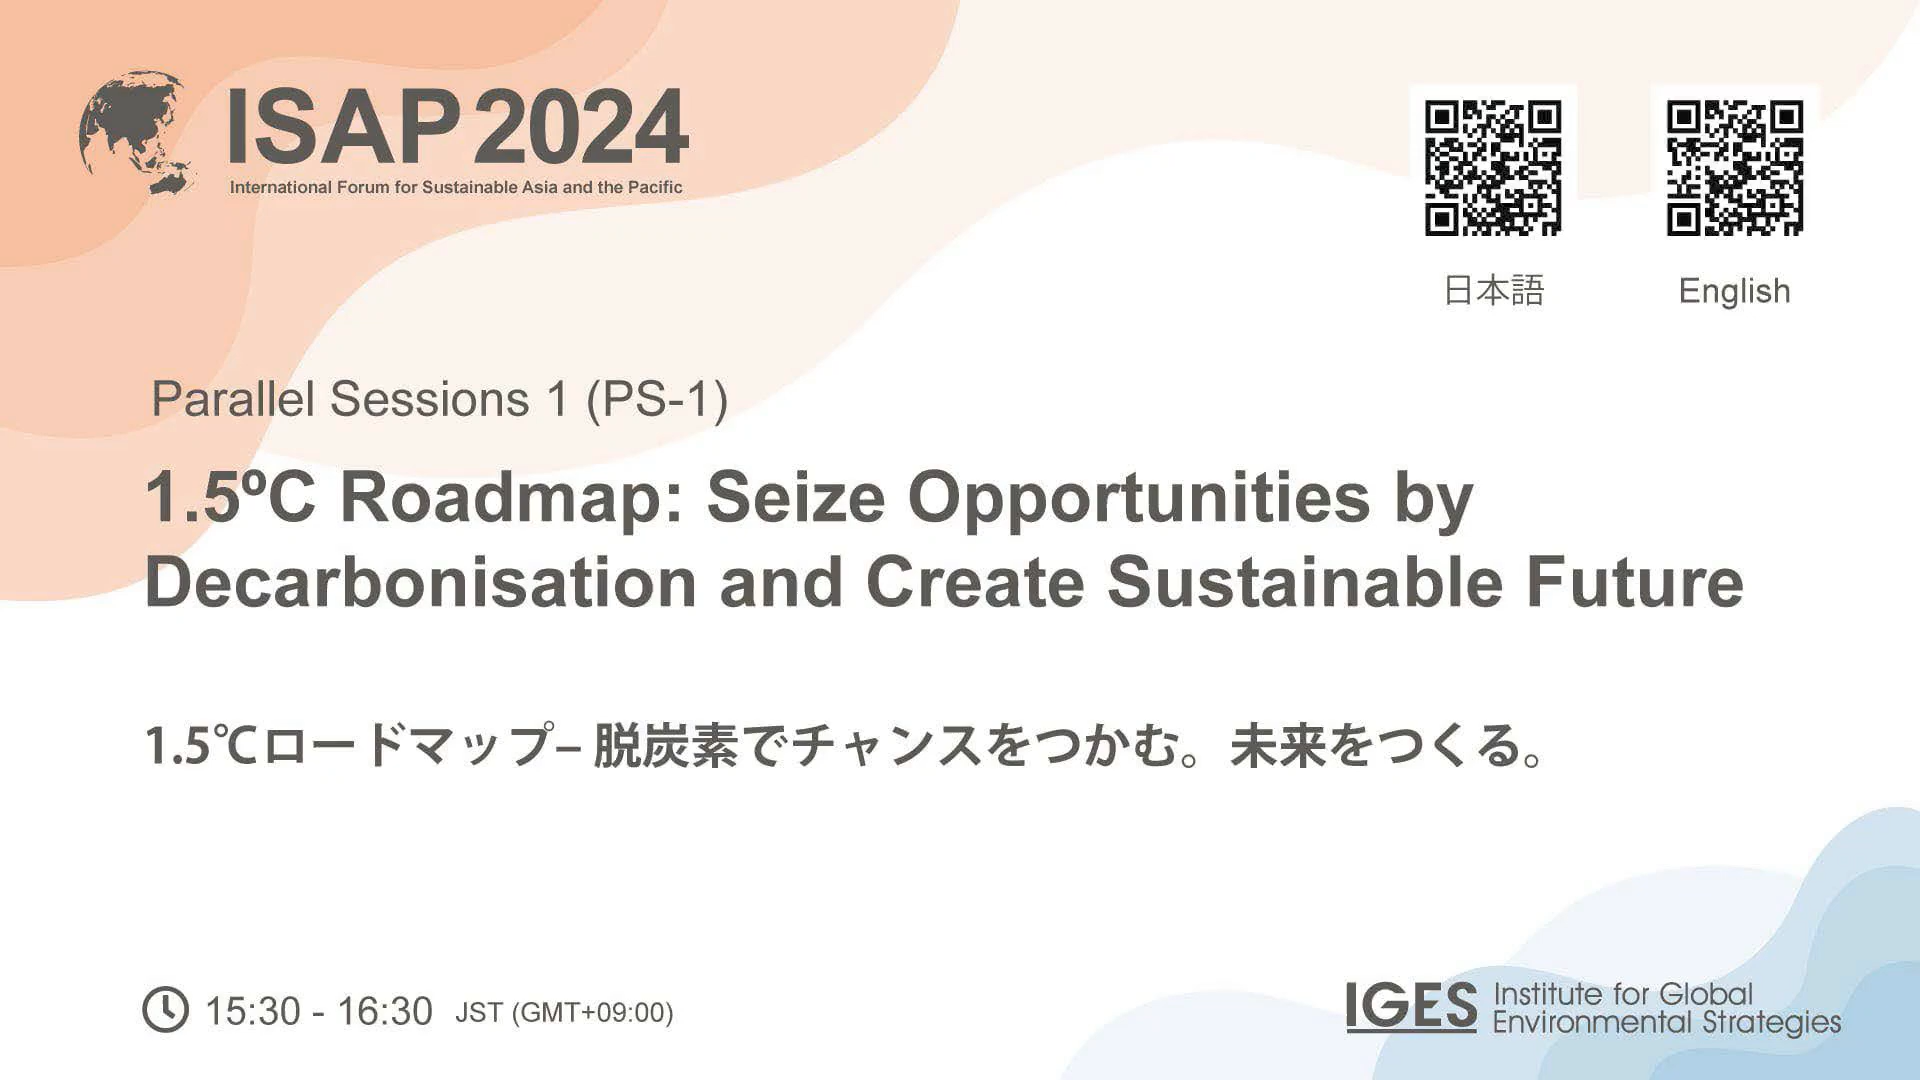 ISAP 2024
International Forum for Sustainable Asia and the Pacific
日本語
English
Parallel Sessions 1 (PS-1)
1.5ºC Roadmap: Seize Opportunities by
Decarbonisation and Create Sustainable Future
1.5℃ロードマップ– 脱炭素でチャンスをつかむ。未来をつくる。
15:30 - 16:30 JST (GMT+09:00)
IGES Institute for Global
Environmental Strategies